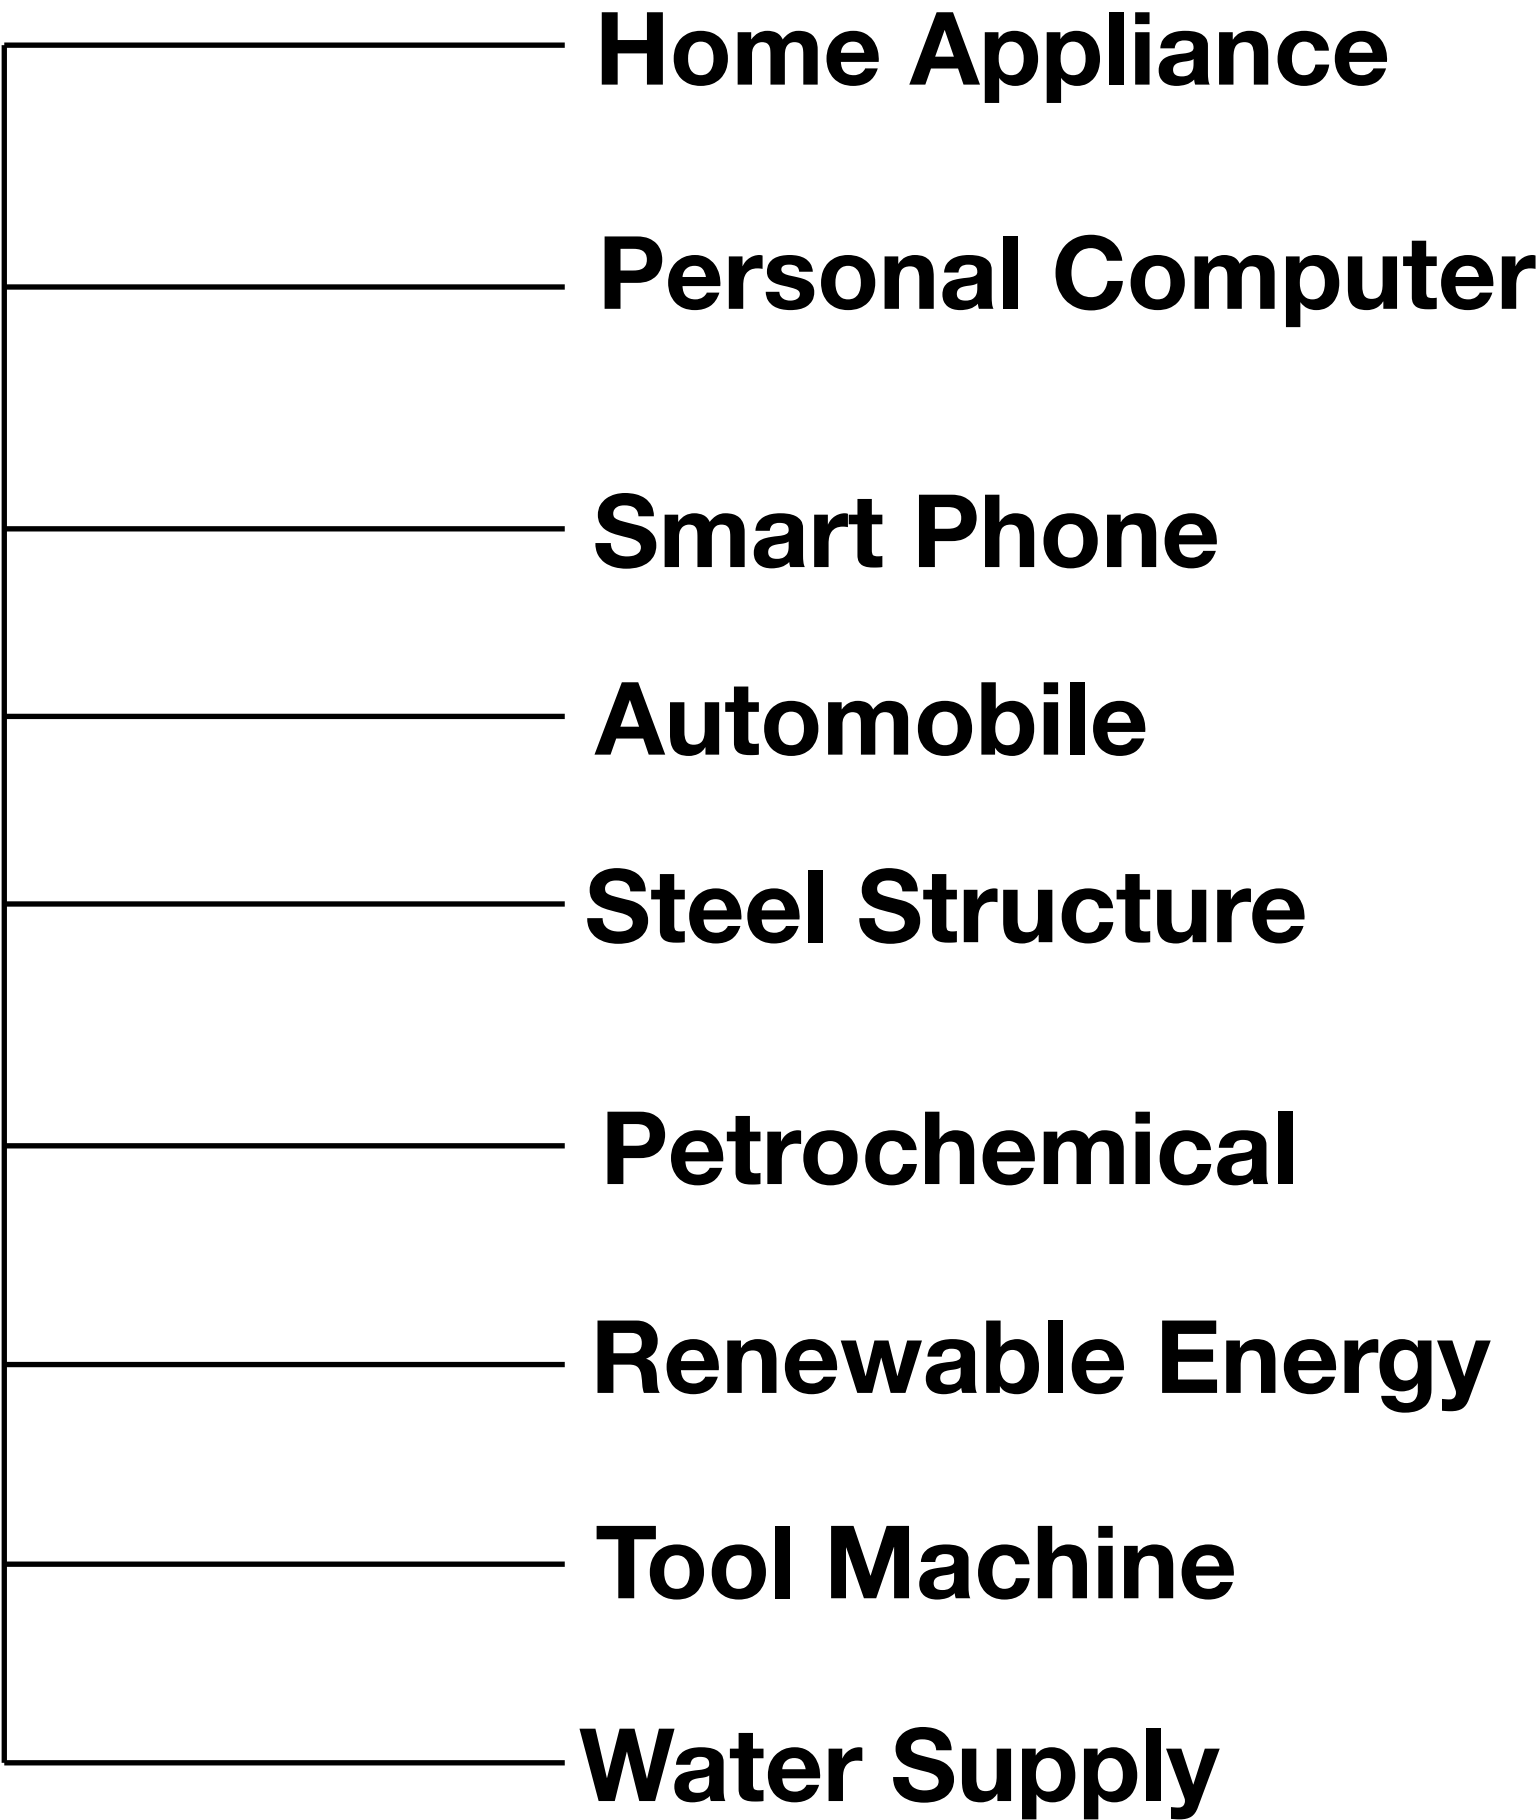 Home Appliance
Personal Computer
Smart Phone
Automobile
Steel Structure
Petrochemical
Renewable Energy
Tool Machine
Water Supply